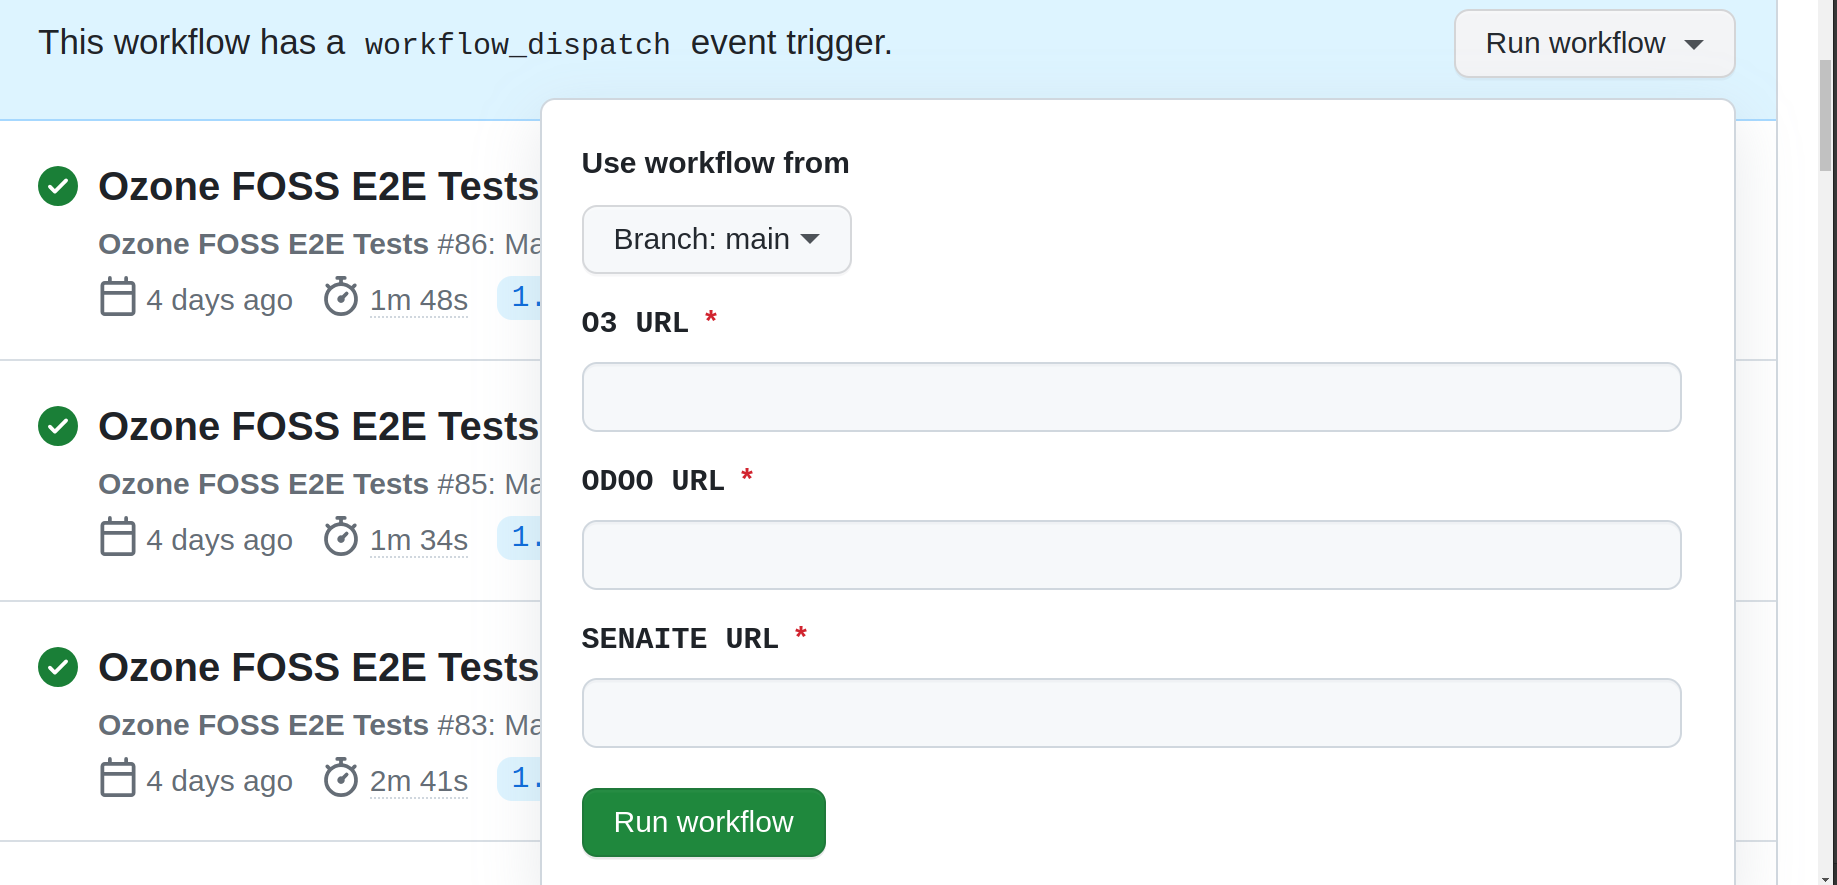 This workflow has a workflow_dispatch event trigger.
Run workflow
Use workflow from
Branch: main
O3 URL *
ODOO URL *
SENAITE URL *
Run workflow
Ozone FOSS E2E Tests
Ozone FOSS E2E Tests #86: Ma
4 days ago
1m 48s
1.
Ozone FOSS E2E Tests
Ozone FOSS E2E Tests #85: Ma
4 days ago
1m 34s
1.
Ozone FOSS E2E Tests
Ozone FOSS E2E Tests #83: Ma
4 days ago
2m 41s
1.